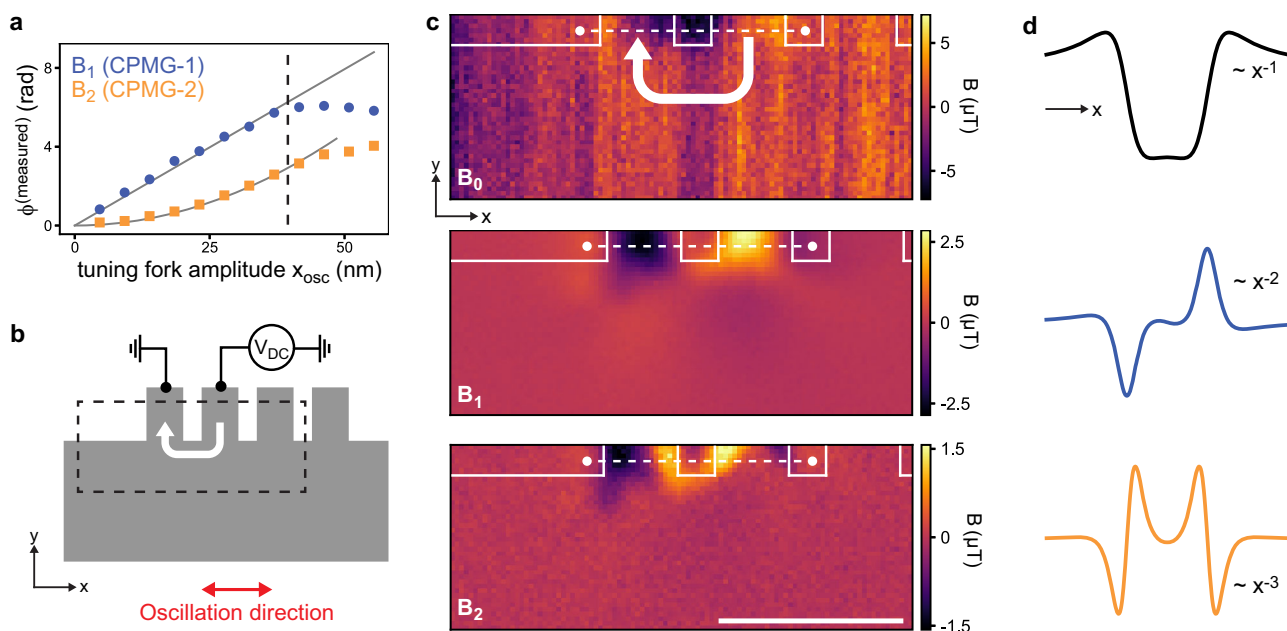 a
B₁ (CPMG-1)
B₂ (CPMG-2)
ϕ(measured) (rad)
8
4
0
0 25 50
tuning fork amplitude xosc (nm)
b
VDC
y
x
Oscillation direction
c
B₀
y
x
5
0
-5
B (μT)
B₁
2.5
0
-2.5
B (μT)
B₂
1.5
0
-1.5
B (μT)
d
~ x⁻¹
x
~ x⁻²
~ x⁻³